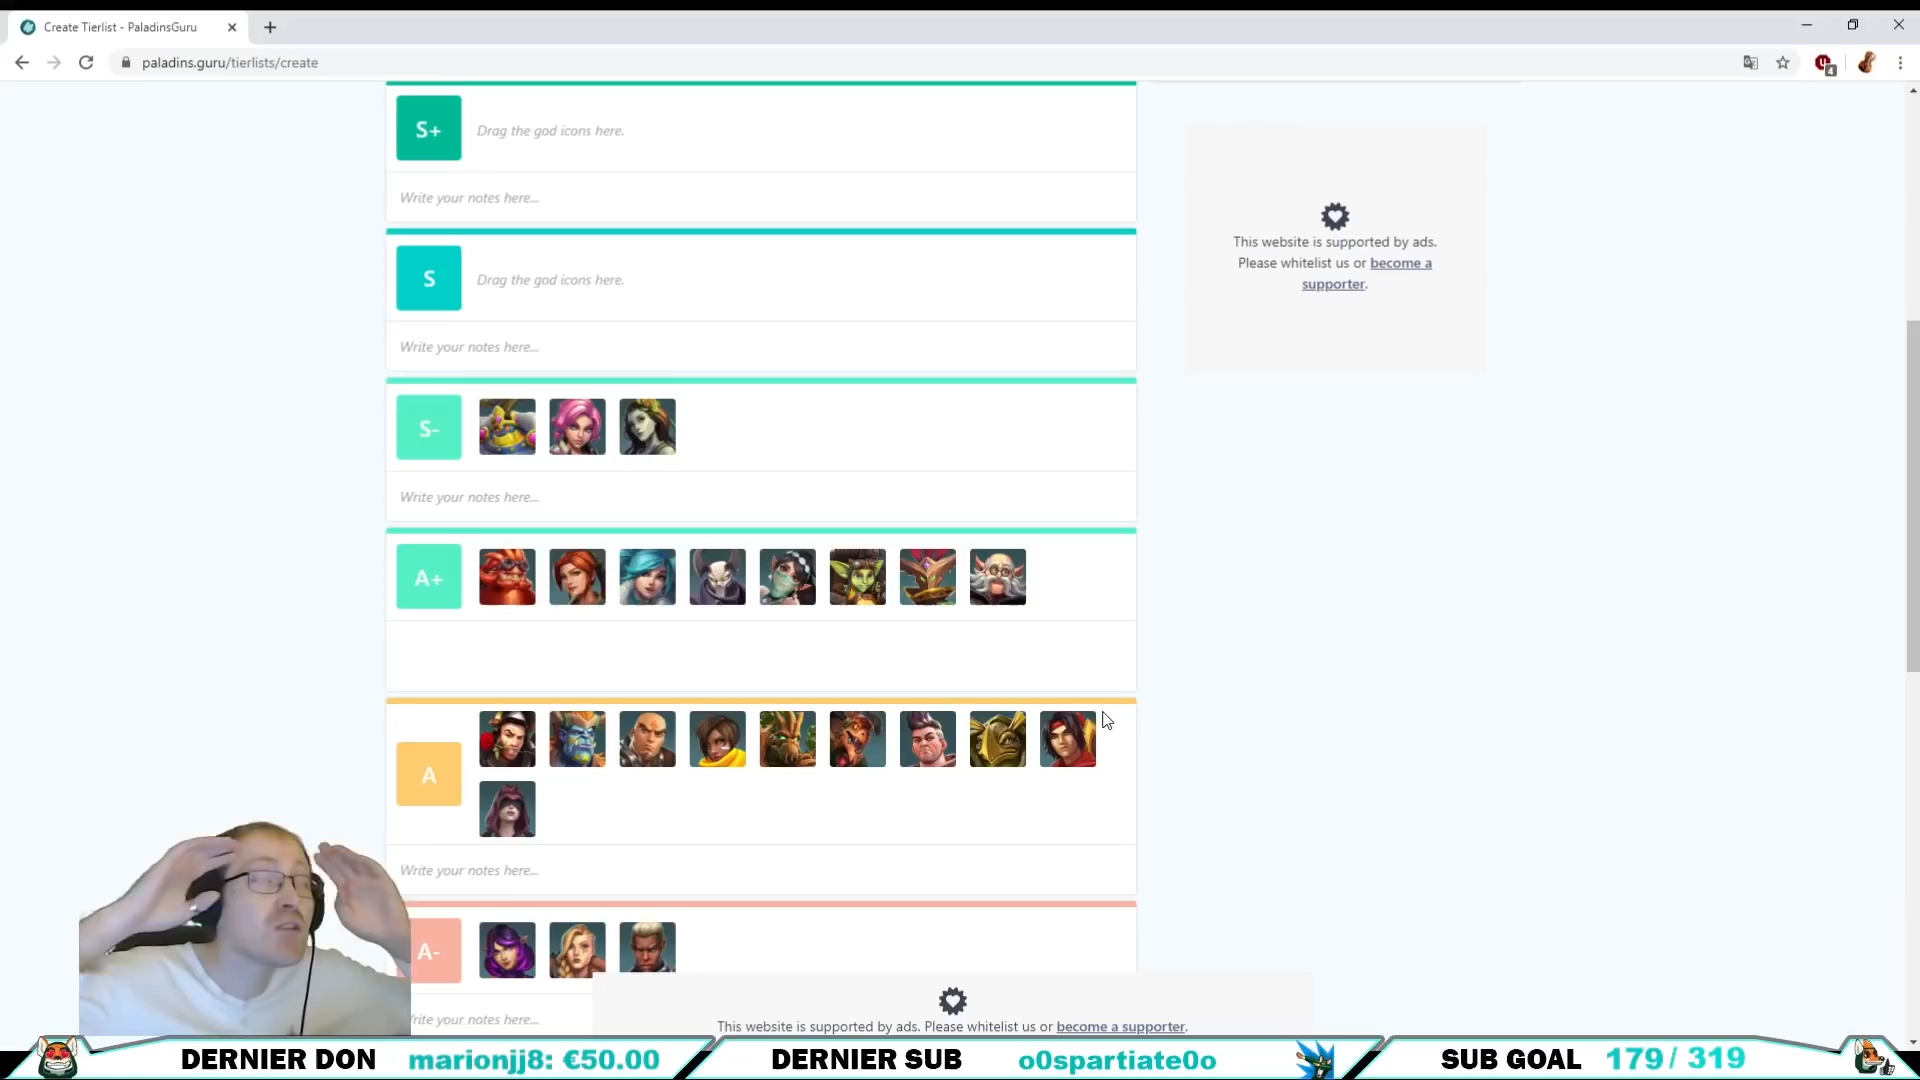 Create Tierlist - PaladinsGuru
paladins.guru/tierlists/create
4
S+
Drag the god icons here.
Write your notes here...
S
Drag the god icons here.
Write your notes here...
S-
Write your notes here...
A+
A
Write your notes here...
A-
Write your notes here...
This website is supported by ads.
Please whitelist us or become a
supporter.
This website is supported by ads. Please whitelist us or become a supporter.
DERNIER DON marionjj8: €50.00 DERNIER SUB o0spartiate0o SUB GOAL 179 / 319